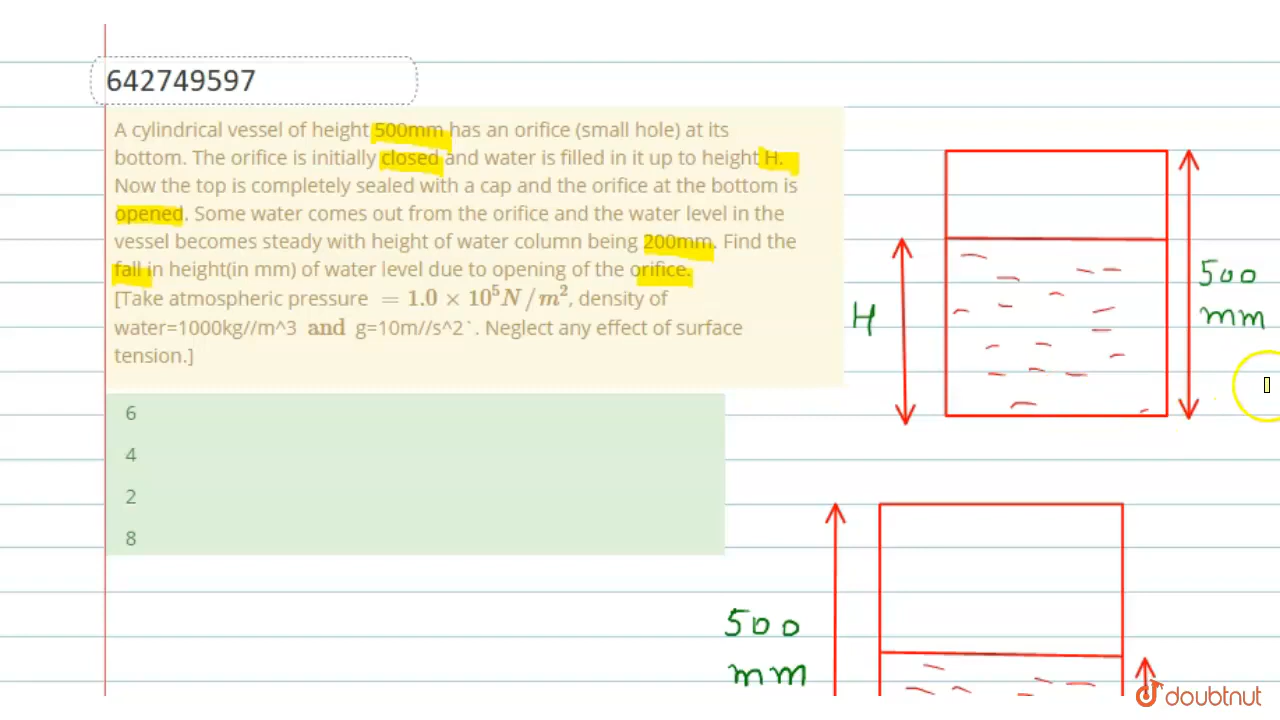 642749597
A cylindrical vessel of height 500mm has an orifice (small hole) at its
bottom. The orifice is initially closed and water is filled in it up to height H.
Now the top is completely sealed with a cap and the orifice at the bottom is
opened. Some water comes out from the orifice and the water level in the
vessel becomes steady with height of water column being 200mm. Find the
fall in height(in mm) of water level due to opening of the orifice.
[Take atmospheric pressure = 1.0 × 10^5 N/m^2, density of
water=1000kg//m^3 and g=10m//s^2`. Neglect any effect of surface
tension.]
6
4
2
8
H
500
mm
500
mm
doubtnut